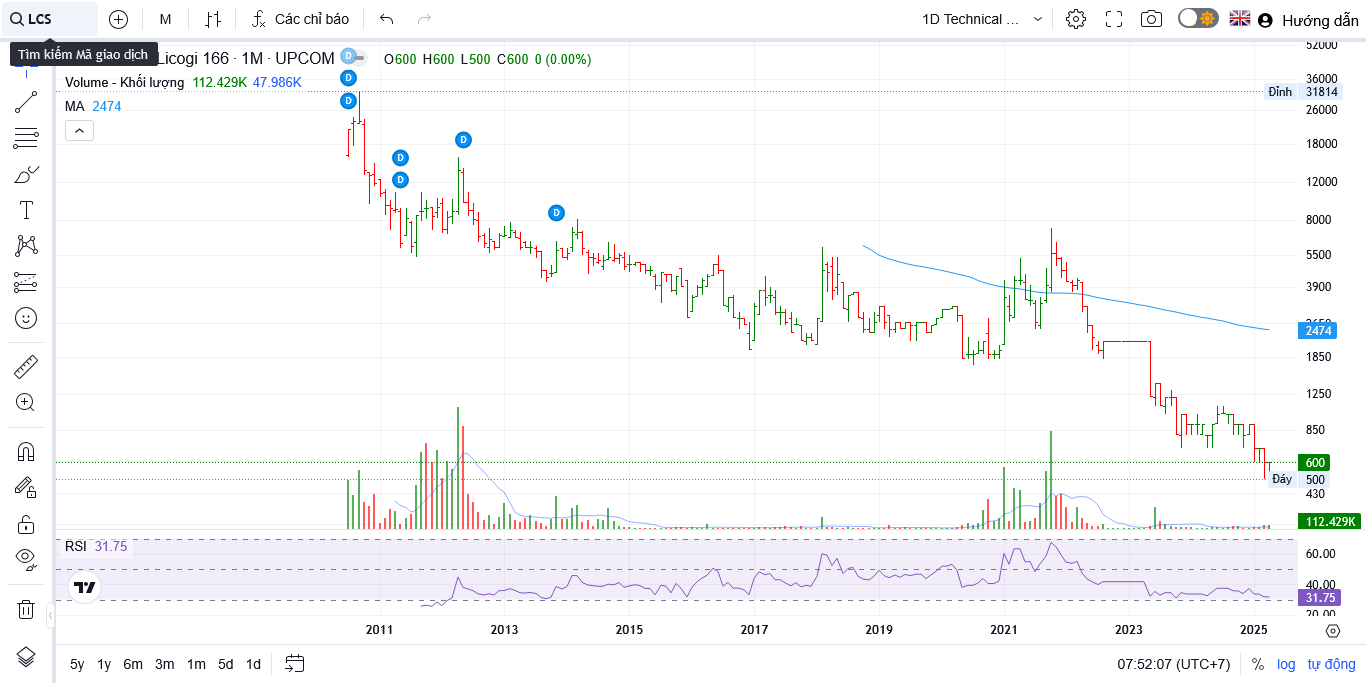 LCS
M
Các chỉ báo
1D Technical ...
Hướng dẫn
Tìm kiếm Mã giao dịch
Licogi 166 · 1M · UPCOM
D
O600 H600 L500 C600 0 (0.00%)
Volume - Khối lượng 112.429K 47.986K
MA 2474
D
D
D
D
D
D
52000
36000
Đỉnh 31814
26000
18000
12000
8000
5500
3900
2474
1850
1250
850
600
Đáy 500
430
112.429K
RSI 31.75
60.00
40.00
31.75
20.00
2011 2013 2015 2017 2019 2021 2023 2025
5y 1y 6m 3m 1m 5d 1d
07:52:07 (UTC+7) % log tự động